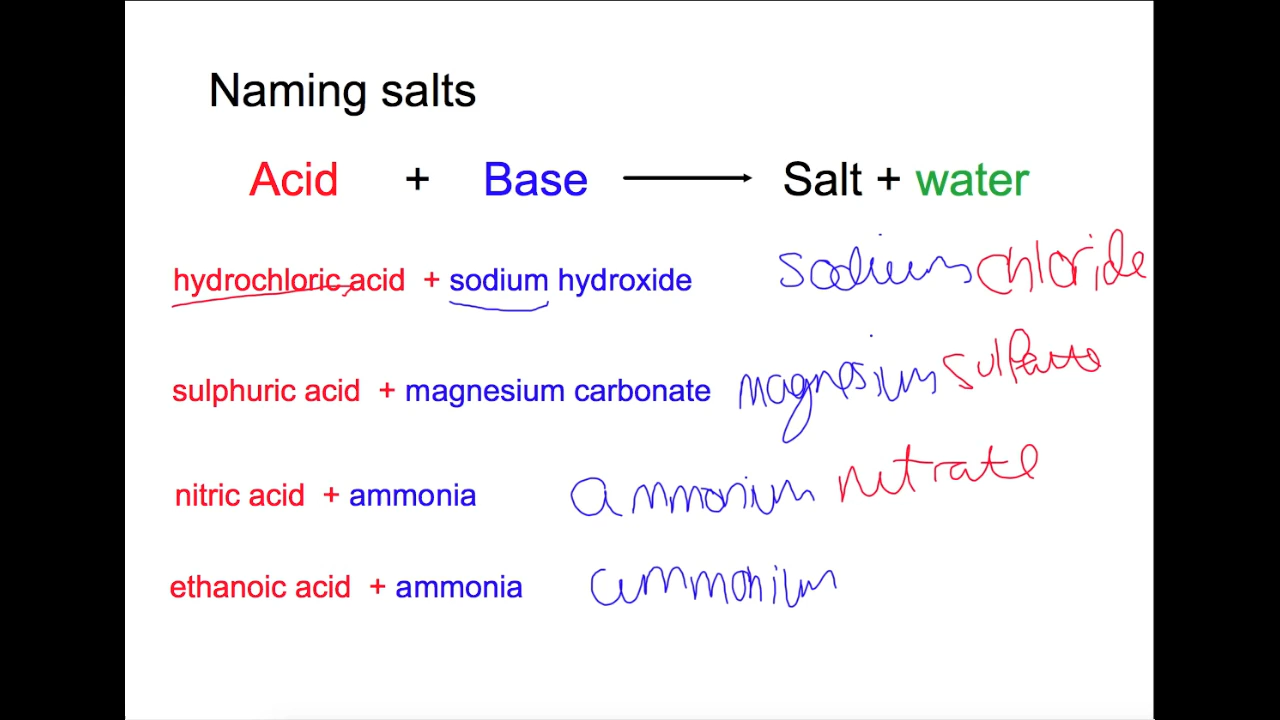 Naming salts
Acid + Base → Salt + water
hydrochloric acid + sodium hydroxide sodium chloride
sulphuric acid + magnesium carbonate magnesium sulfate
nitric acid + ammonia ammonium nitrate
ethanoic acid + ammonia ammonium